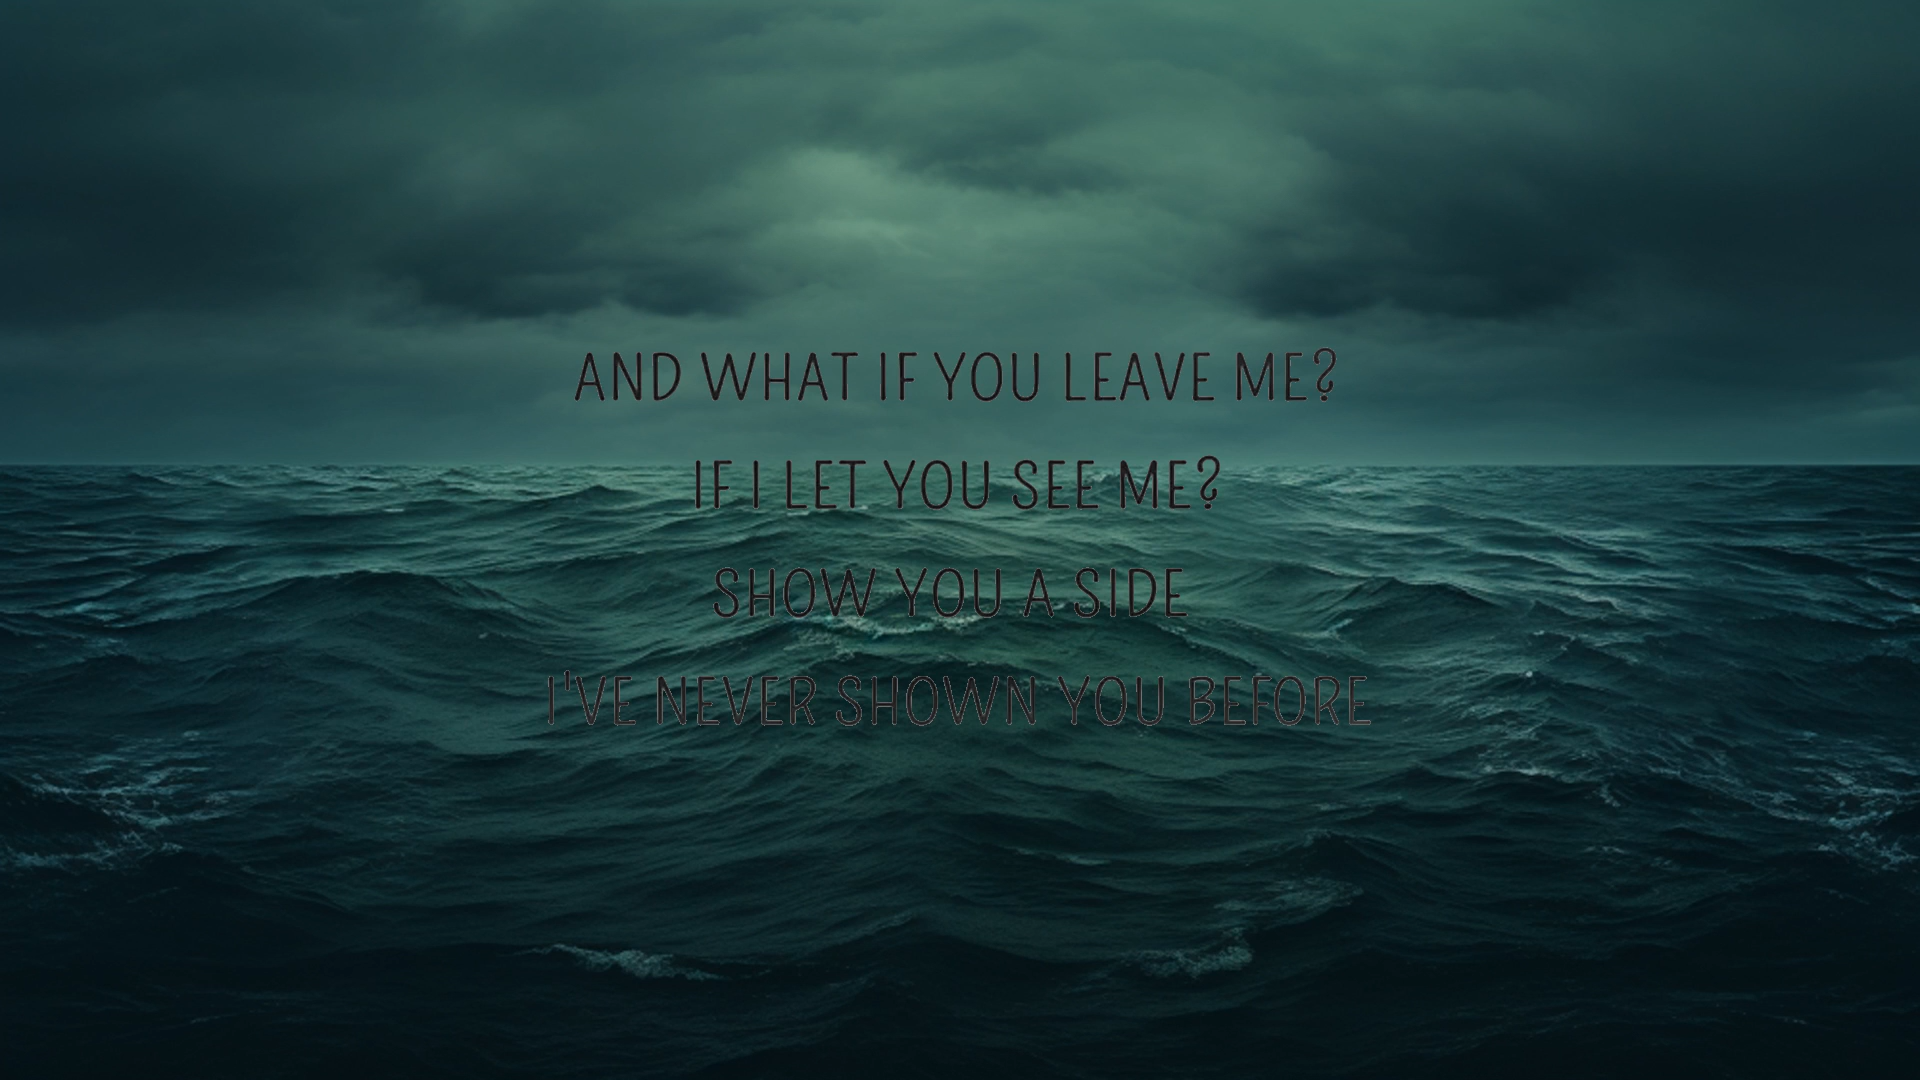 AND WHAT IF YOU LEAVE ME?
IF I LET YOU SEE ME?
SHOW YOU A SIDE
I'VE NEVER SHOWN YOU BEFORE